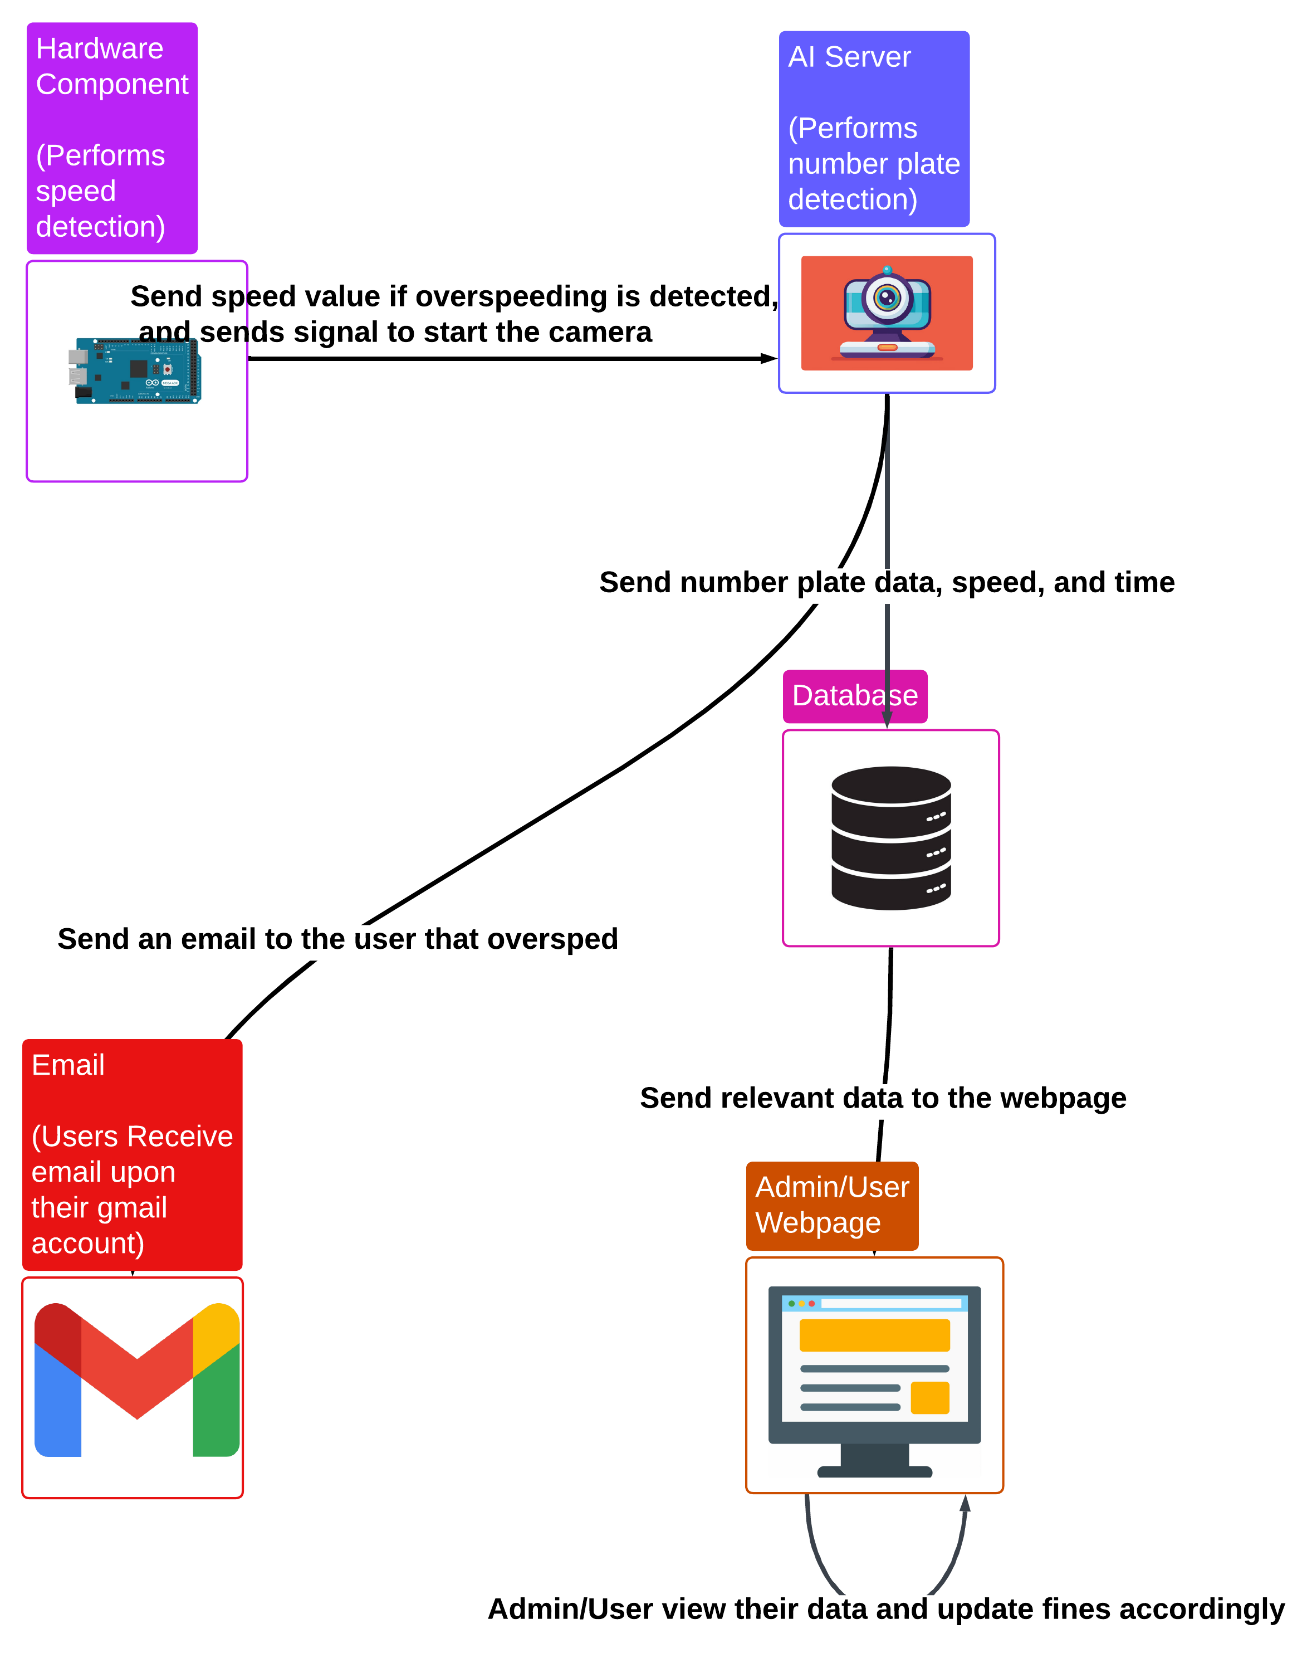 Hardware
Component
(Performs
speed
detection)
AI Server
(Performs
number plate
detection)
Send speed value if overspeeding is detected,
and sends signal to start the camera
Send number plate data, speed, and time
Database
Send an email to the user that oversped
Email
(Users Receive
email upon
their gmail
account)
Send relevant data to the webpage
Admin/User
Webpage
Admin/User view their data and update fines accordingly